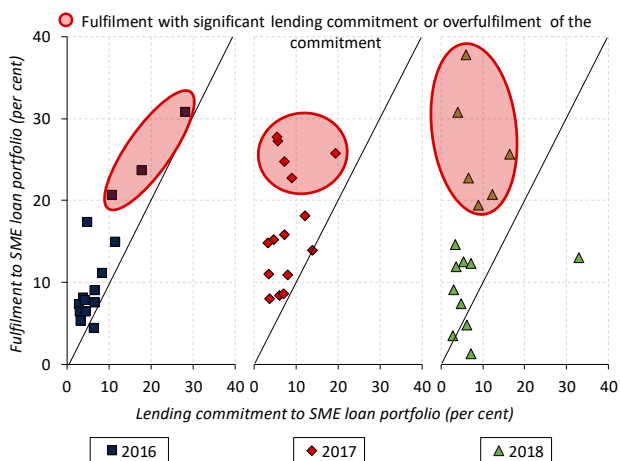 Fulfilment with significant lending commitment or overfulfilment of the
commitment
Fulfilment to SME loan portfolio (per cent)
40
30
20
10
0
0 10 20 30 40
0 10 20 30 40
0 10 20 30 40
Lending commitment to SME loan portfolio (per cent)
2016
2017
2018